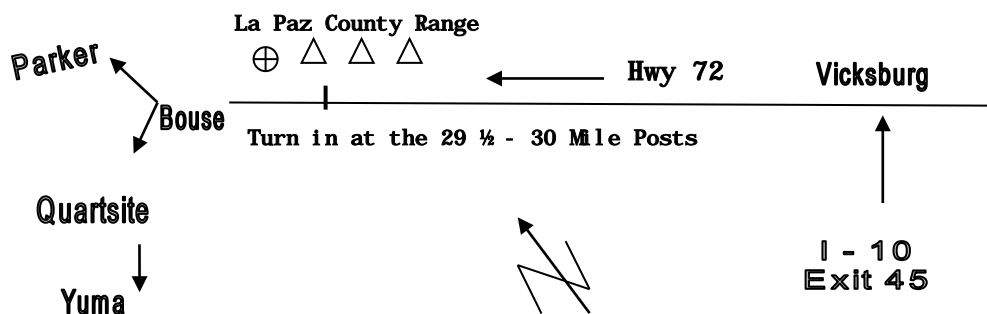 La Paz County Range
Parker
Hwy 72
Vicksburg
Bouse
Turn in at the 29 ½ - 30 Mile Posts
Quartsite
I - 10
Exit 45
Yuma
N